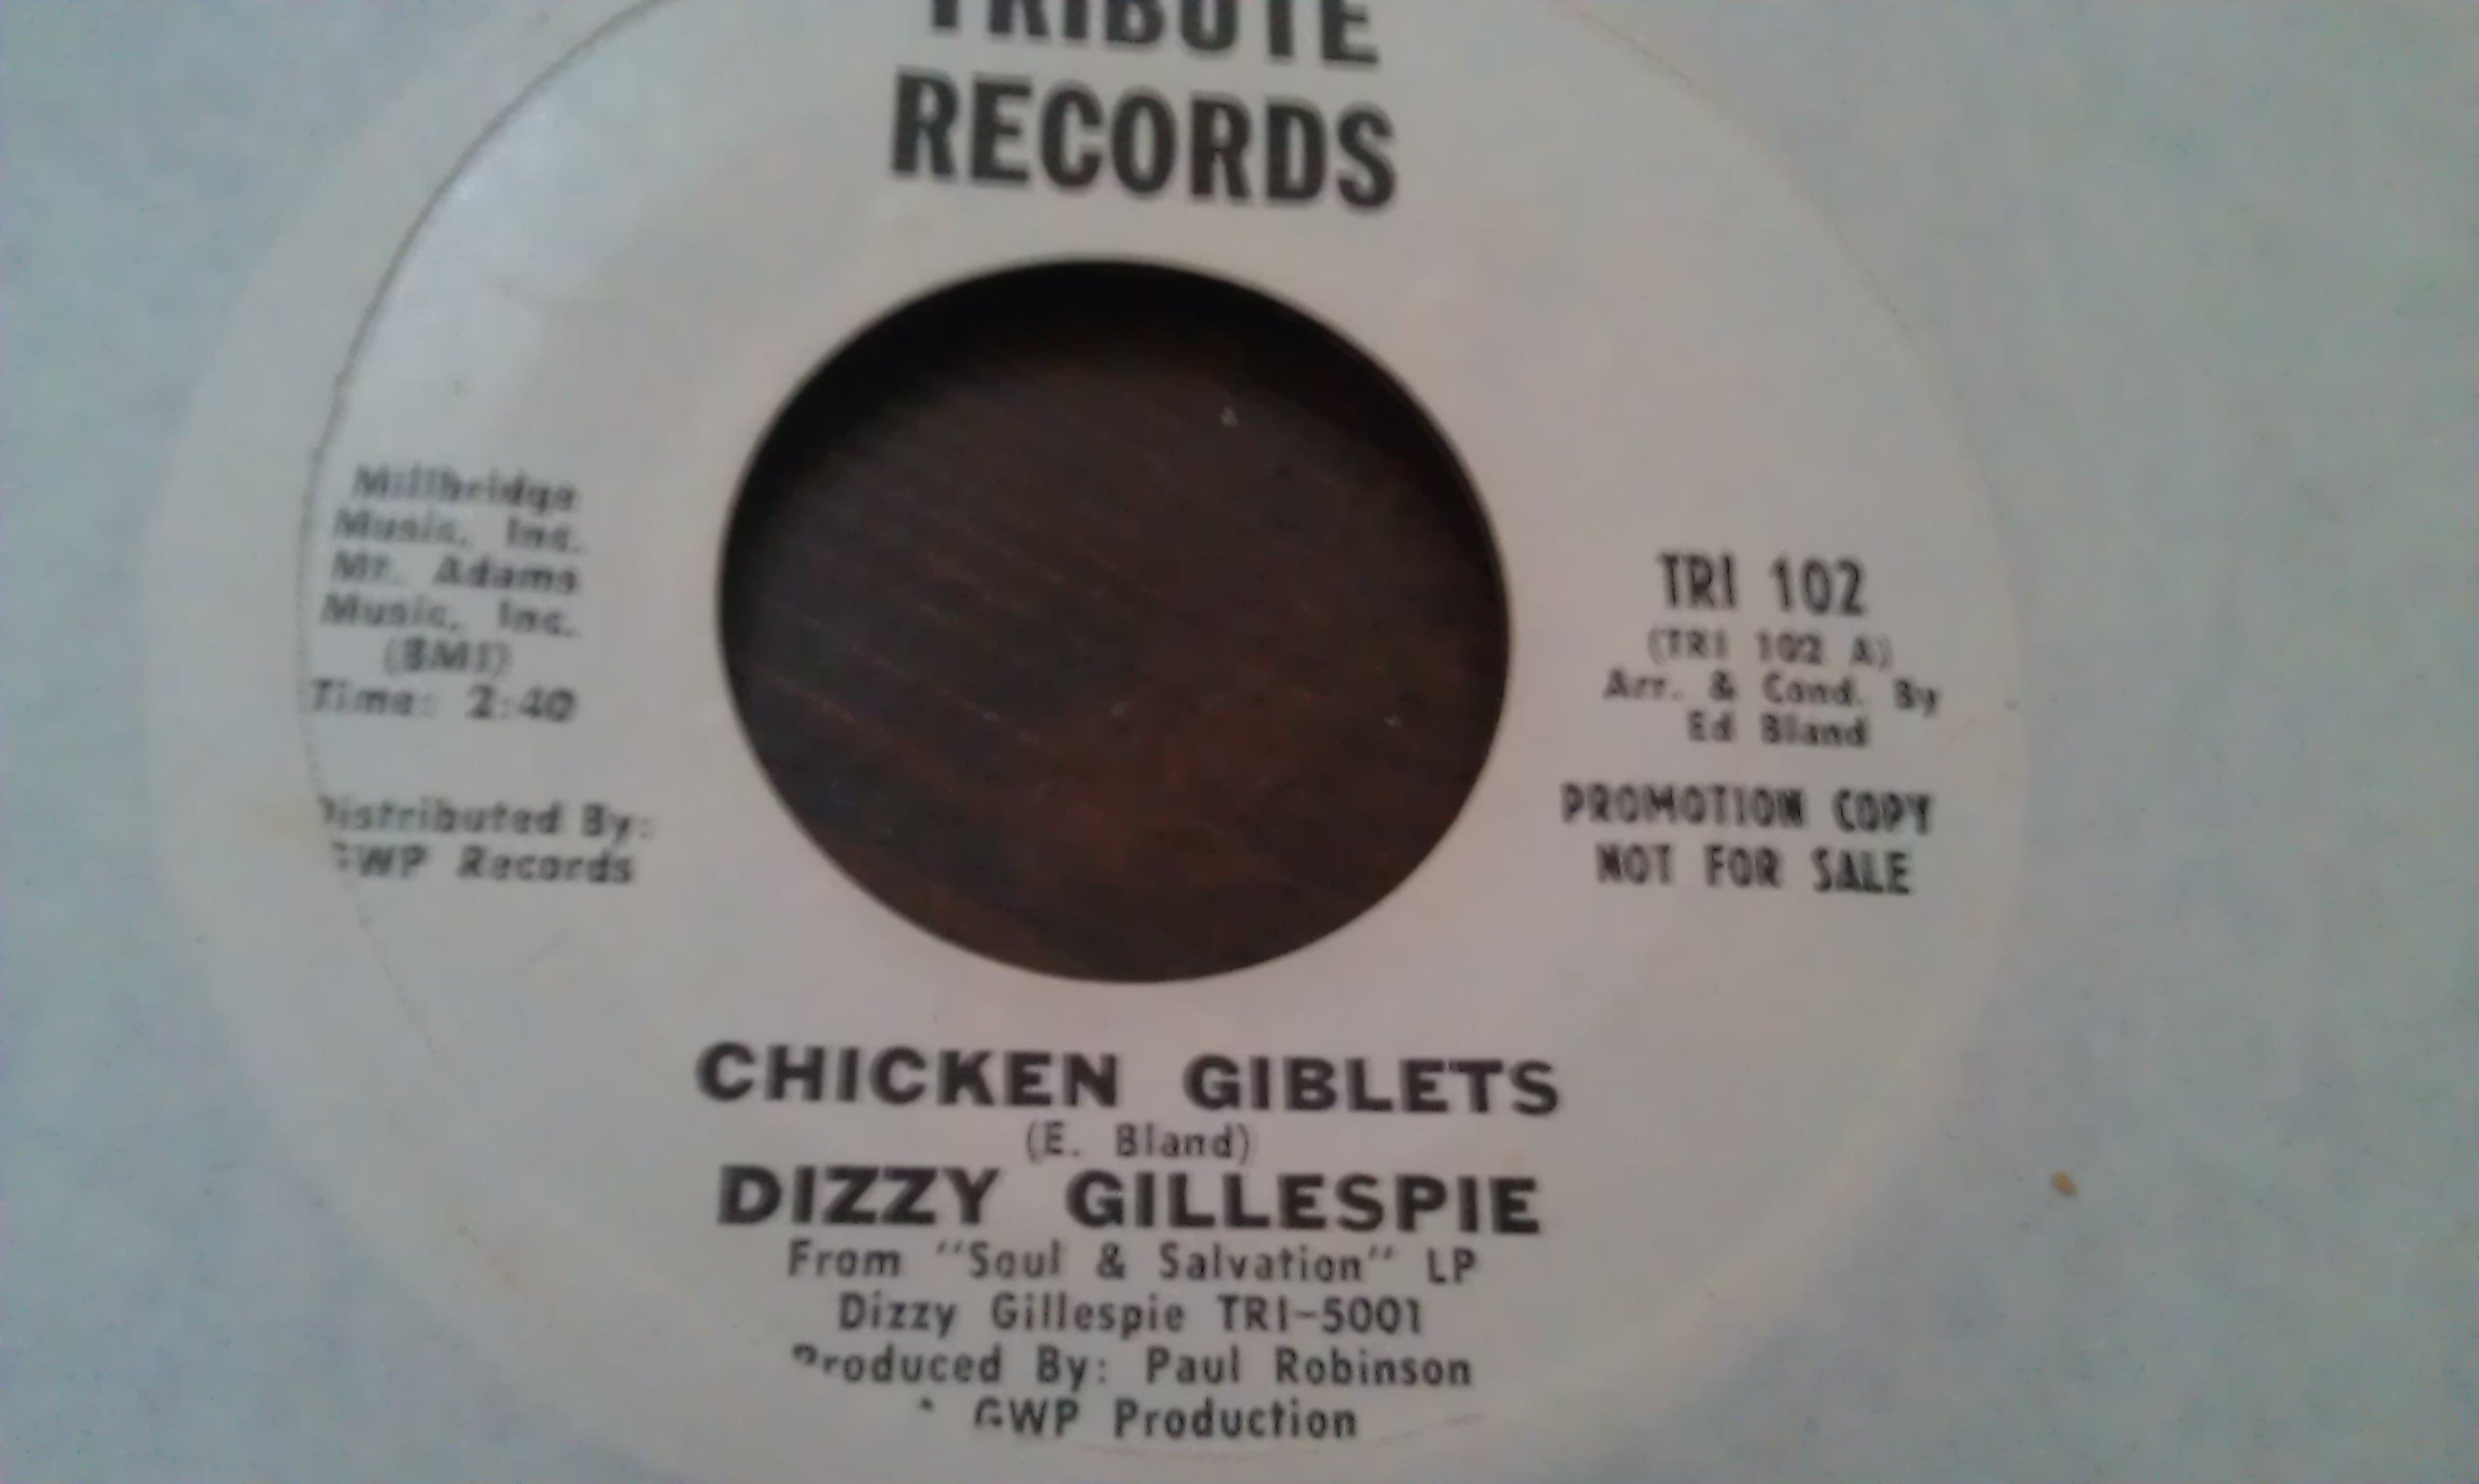 TRIBUTE
RECORDS
Millbridge
Music, Inc.
Mr. Adams
Music, Inc.
(BMI)
Time: 2:40
Distributed By:
GWP Records
TRI 102
(TRI 102 A)
Arr. & Cond. By
Ed Bland
PROMOTION COPY
NOT FOR SALE
CHICKEN GIBLETS
(E. Bland)
DIZZY GILLESPIE
From "Soul & Salvation" LP
Dizzy Gillespie TRI-5001
Produced By: Paul Robinson
A GWP Production